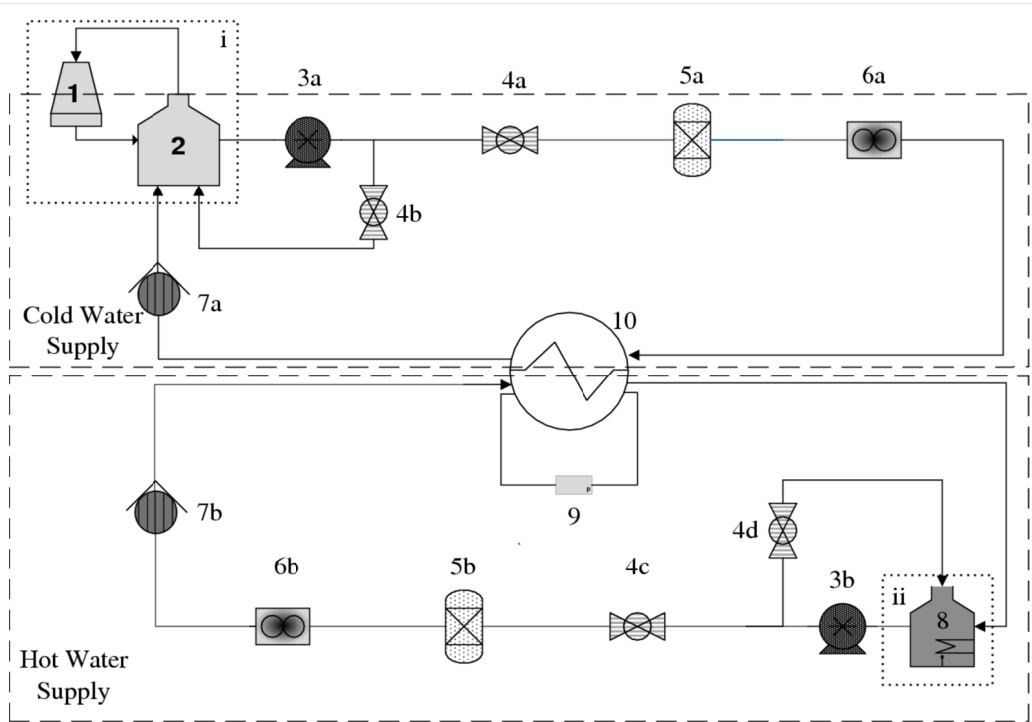 i
3a
4a
5a
6a
1
2
4b
7a
Cold Water
Supply
10
9
7b
4d
6b
5b
4c
3b
ii
8
Hot Water
Supply
p